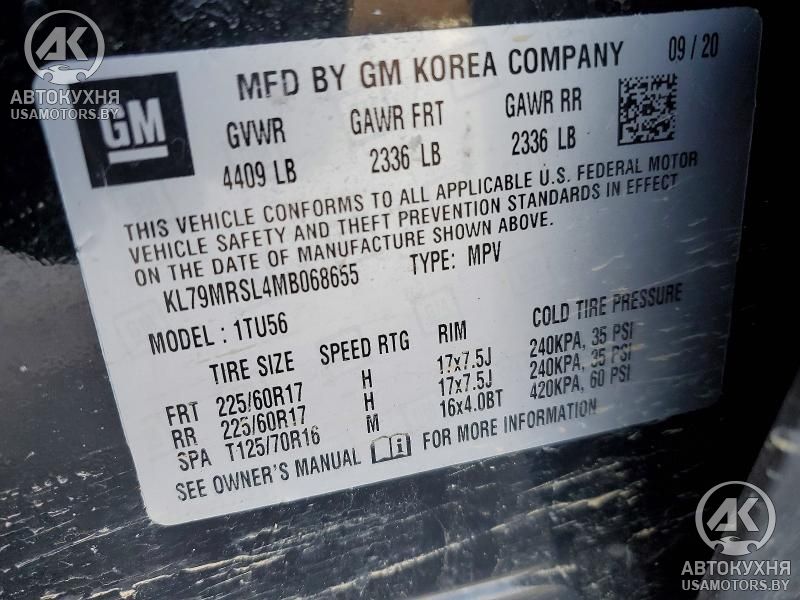 AK
АВТОКУХНЯ
USAMOTORS.BY
GM
MFD BY GM KOREA COMPANY 09 / 20
GVWR GAWR FRT GAWR RR
4409 LB 2336 LB 2336 LB
THIS VEHICLE CONFORMS TO ALL APPLICABLE U.S. FEDERAL MOTOR
VEHICLE SAFETY AND THEFT PREVENTION STANDARDS IN EFFECT
ON THE DATE OF MANUFACTURE SHOWN ABOVE.
KL79MRSL4MB068655 TYPE: MPV
MODEL : 1TU56
TIRE SIZE SPEED RTG RIM COLD TIRE PRESSURE
FRT 225/60R17 H 17x7.5J 240KPA, 35 PSI
RR 225/60R17 H 17x7.5J 240KPA, 35 PSI
SPA T125/70R16 M 16x4.0BT 420KPA, 60 PSI
SEE OWNER'S MANUAL FOR MORE INFORMATION
AK
АВТОКУХНЯ
USAMOTORS.BY